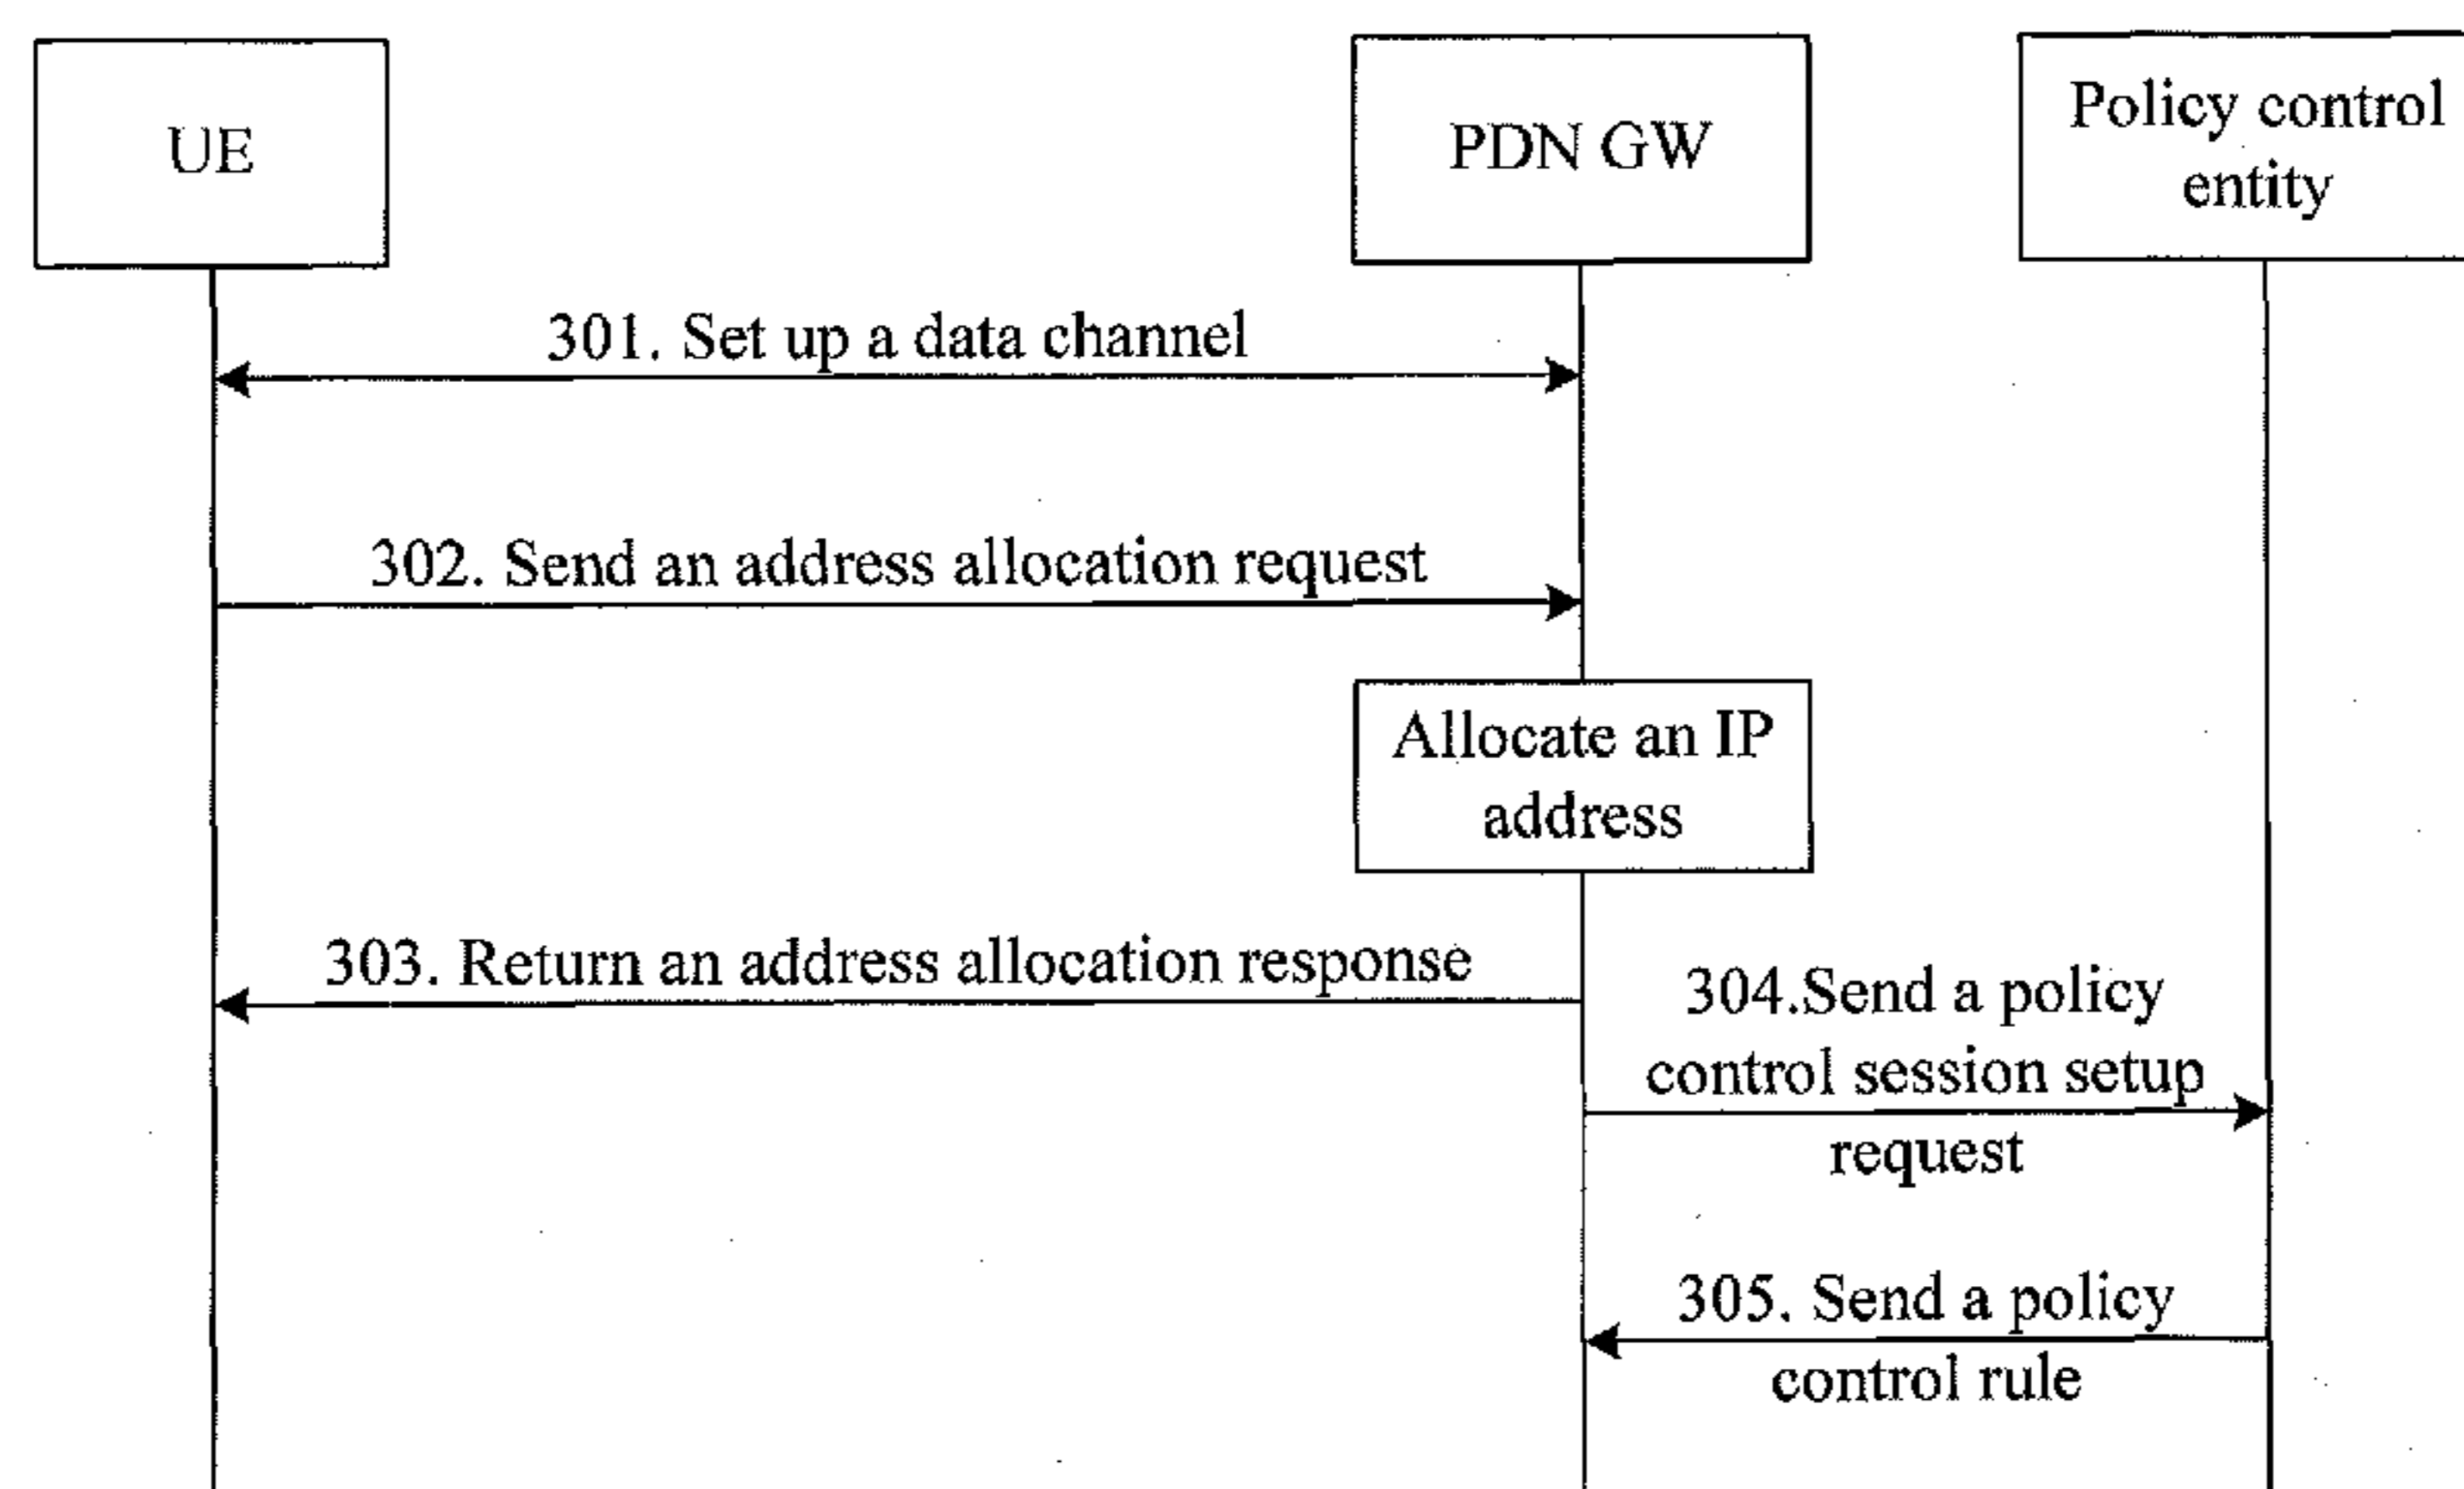 UE
PDN GW
Policy control
entity
301. Set up a data channel
302. Send an address allocation request
Allocate an IP
address
303. Return an address allocation response
304.Send a policy
control session setup
request
305. Send a policy
control rule